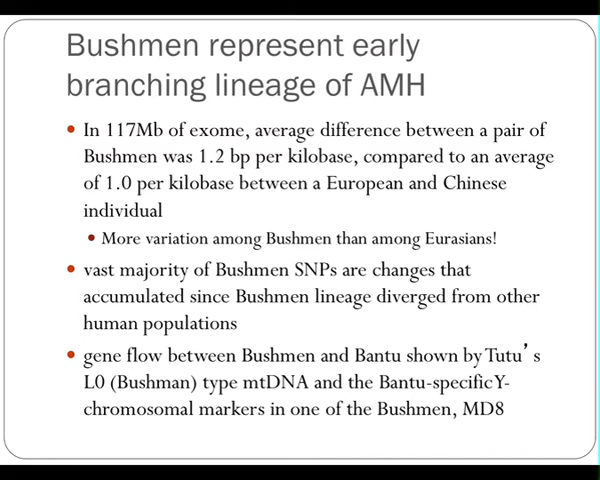 Bushmen represent early
branching lineage of AMH
• In 117Mb of exome, average difference between a pair of
Bushmen was 1.2 bp per kilobase, compared to an average
of 1.0 per kilobase between a European and Chinese
individual
• More variation among Bushmen than among Eurasians!
• vast majority of Bushmen SNPs are changes that
accumulated since Bushmen lineage diverged from other
human populations
• gene flow between Bushmen and Bantu shown by Tutu’s
L0 (Bushman) type mtDNA and the Bantu-specificY-
chromosomal markers in one of the Bushmen, MD8